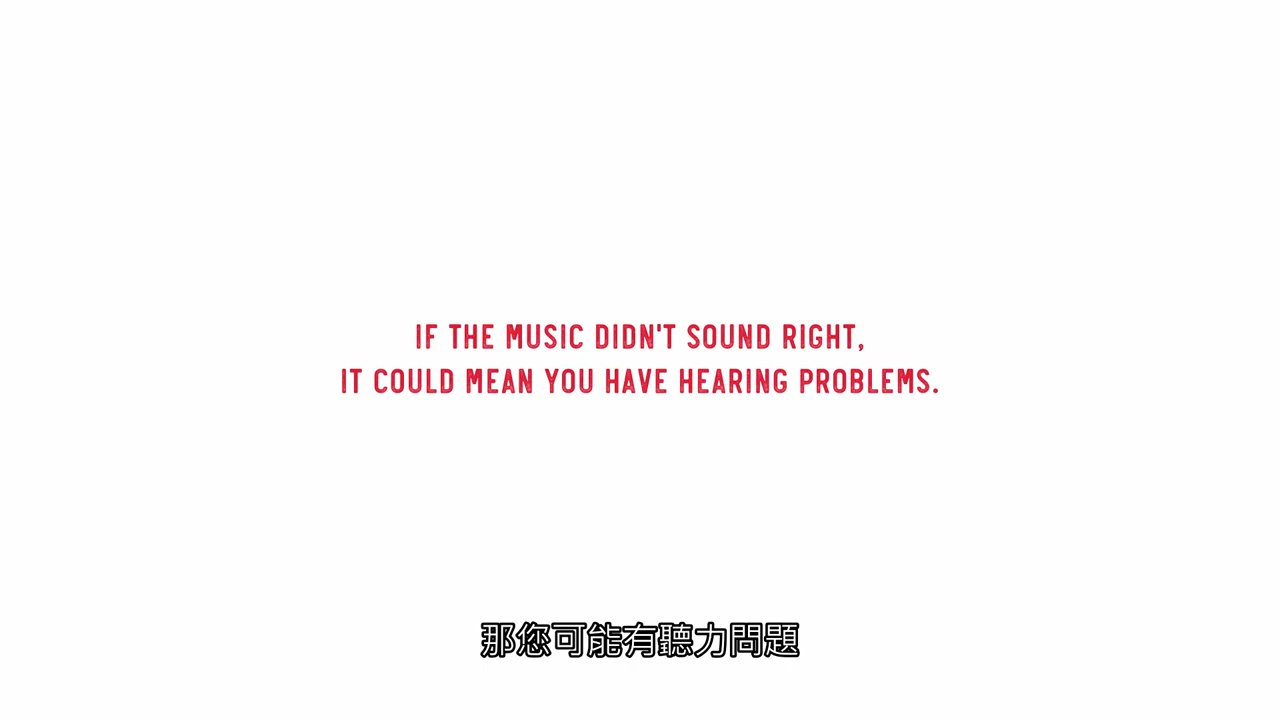 IF THE MUSIC DIDN'T SOUND RIGHT,
IT COULD MEAN YOU HAVE HEARING PROBLEMS.
那您可能有聽力問題